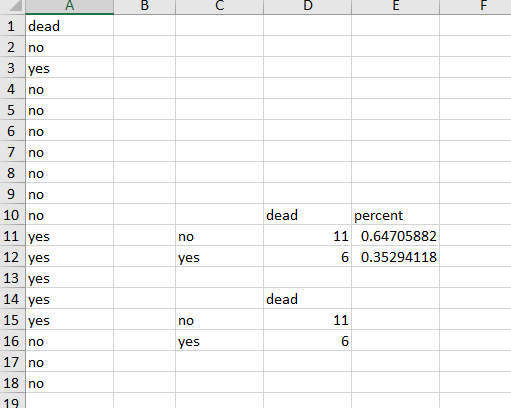 A B C D E F
1 dead
2 no
3 yes
4 no
5 no
6 no
7 no
8 no
9 no
10 no dead percent
11 yes no 11 0.64705882
12 yes yes 6 0.35294118
13 yes
14 yes dead
15 yes no 11
16 no yes 6
17 no
18 no
19